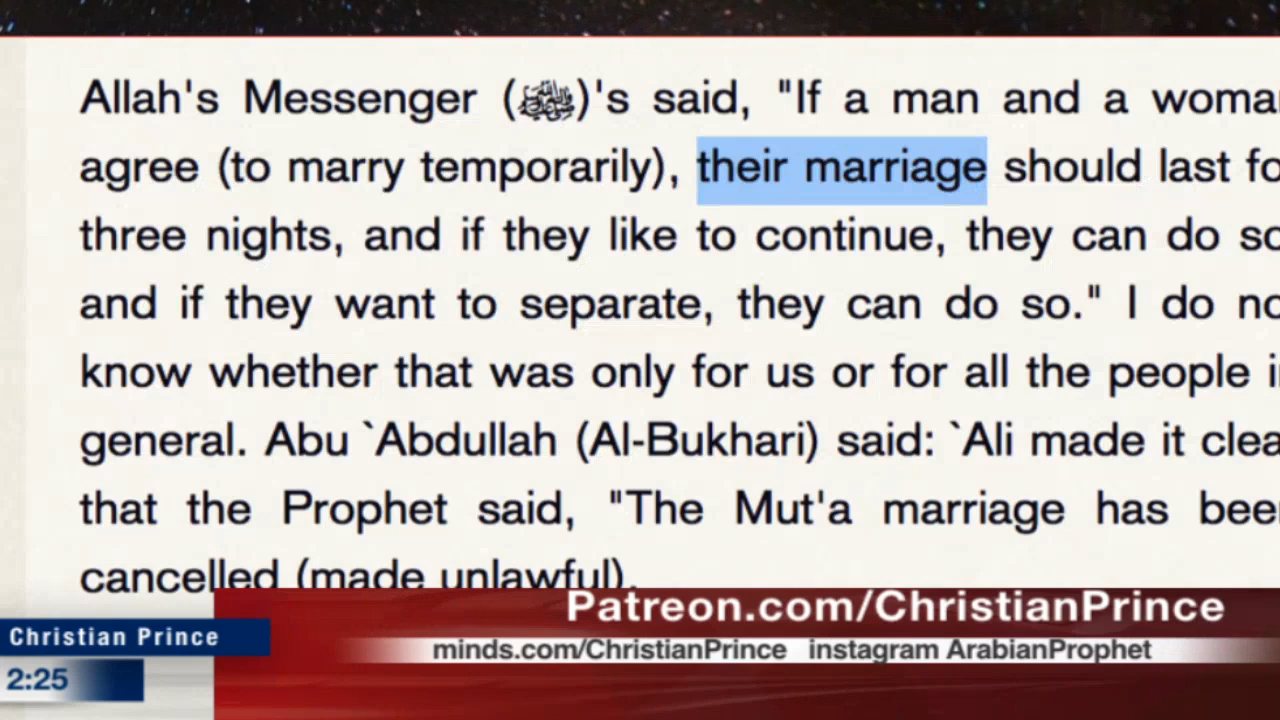 Allah's Messenger (ﷺ)'s said, "If a man and a woma
agree (to marry temporarily), their marriage should last fo
three nights, and if they like to continue, they can do so
and if they want to separate, they can do so." I do no
know whether that was only for us or for all the people i
general. Abu `Abdullah (Al-Bukhari) said: `Ali made it clea
that the Prophet said, "The Mut'a marriage has bee
cancelled (made unlawful).
Patreon.com/ChristianPrince
Christian Prince
minds.com/ChristianPrince instagram ArabianProphet
2:25